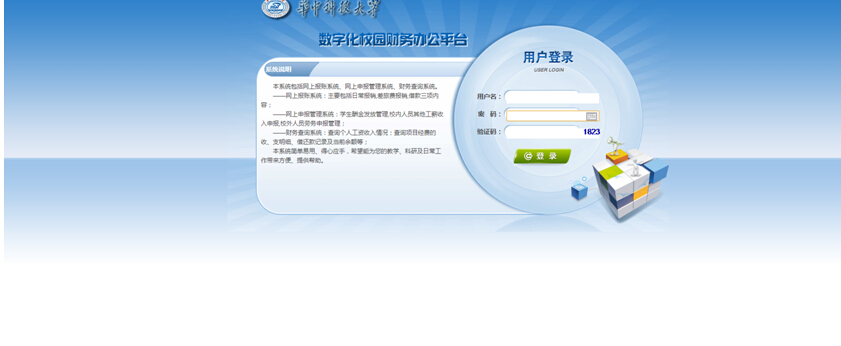 华中科技大学
数字化校园财务办公平台
系统说明
本系统包括网上报账系统、网上申报管理系统、财务查询系统。
——网上报账系统：主要包括日常报销,差旅费报销,借款三项内
容；
——网上申报管理系统：学生酬金发放管理,校内人员其他工薪收
入申报,校外人员劳务申报管理；
——财务查询系统：查询个人工资收入情况；查询项目经费的
收、支明细、借还款记录及当前余额等；
本系统简单易用、得心应手，希望能为您的教学、科研及日常工
作带来方便、提供帮助。
用户登录
USER LOGIN
用户名：
密 码：
验证码： 1823
@ 登 录